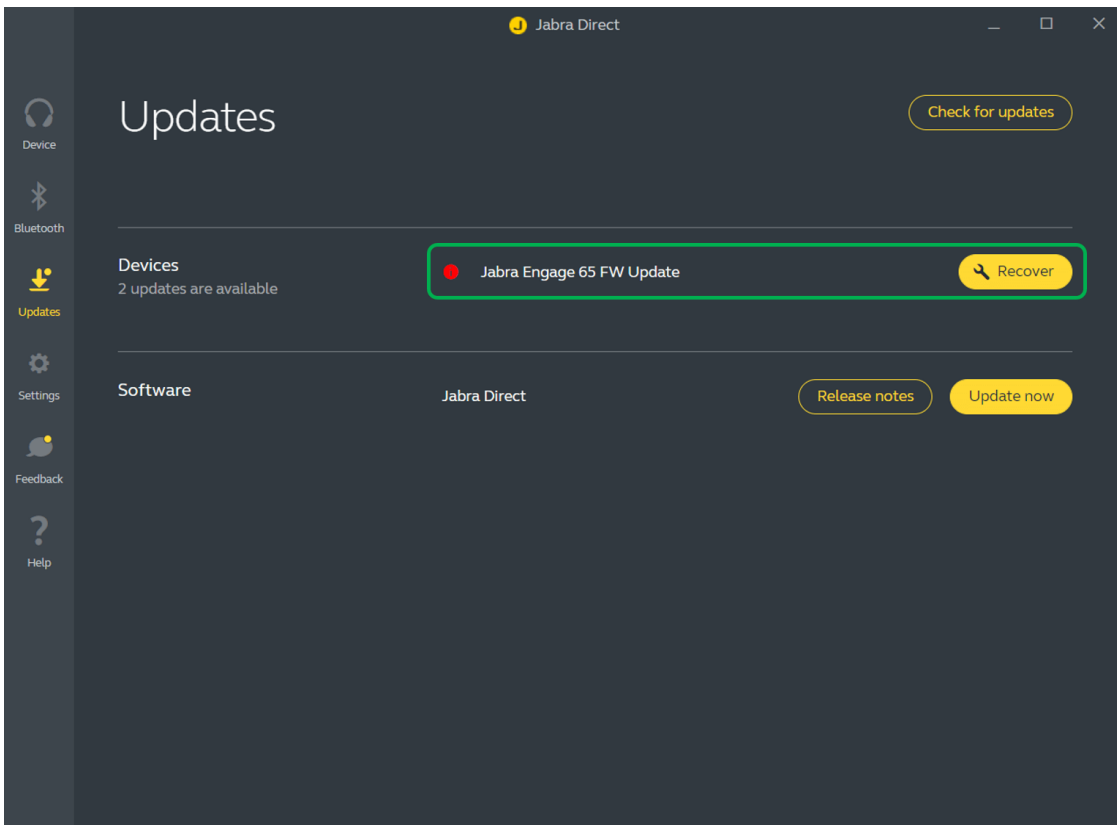 Jabra Direct
Device
Bluetooth
Updates
Settings
Feedback
Help
Updates
Check for updates
Devices
2 updates are available
Jabra Engage 65 FW Update
Recover
Software
Jabra Direct
Release notes
Update now